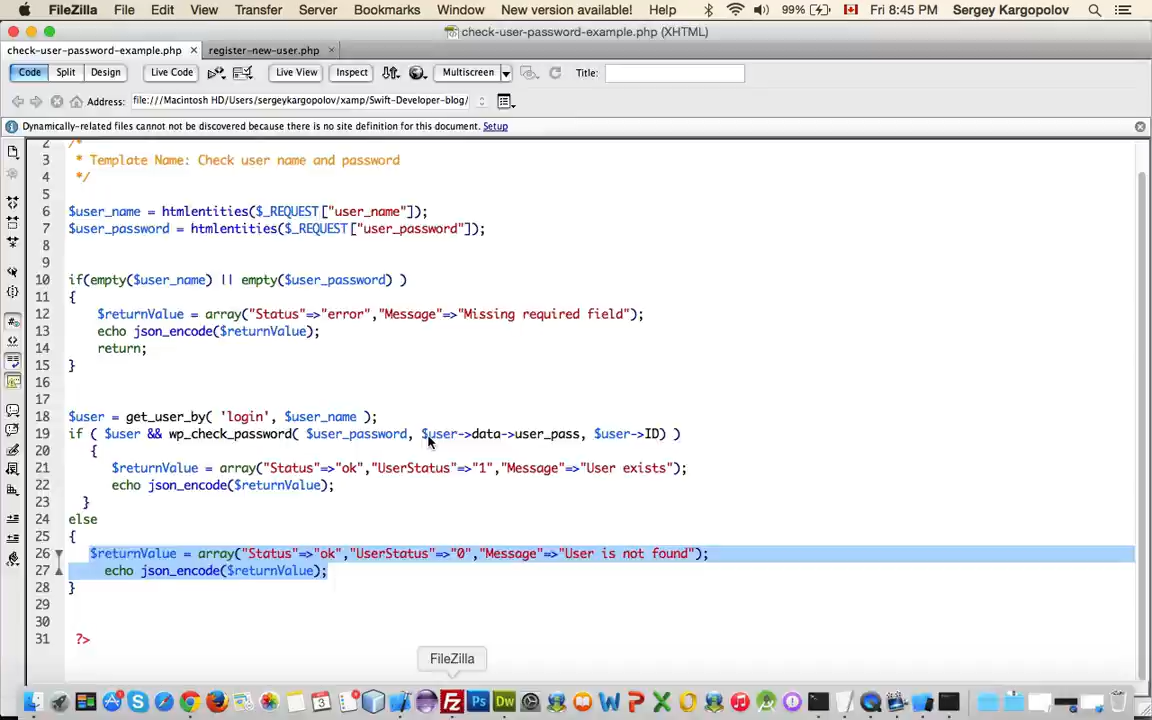 FileZilla File Edit View Transfer Server Bookmarks Window New version available! Help 99% Fri 8:45 PM Sergey Kargopolov
check-user-password-example.php (XHTML)
check-user-password-example.php × register-new-user.php ×
Code Split Design Live Code Live View Inspect Multiscreen Title:
Address: file:///Macintosh HD/Users/sergeykargopolov/xamp/Swift-Developer-blog/
Dynamically-related files cannot not be discovered because there is no site definition for this document. Setup
2 /*
3 * Template Name: Check user name and password
4 */
5
6 $user_name = htmlentities($_REQUEST["user_name"]);
7 $user_password = htmlentities($_REQUEST["user_password"]);
8
9
10 if(empty($user_name) || empty($user_password) )
11 {
12 $returnValue = array("Status"=>"error","Message"=>"Missing required field");
13 echo json_encode($returnValue);
14 return;
15 }
16
17
18 $user = get_user_by( 'login', $user_name );
19 if ( $user && wp_check_password( $user_password, $user->data->user_pass, $user->ID) )
20 {
21 $returnValue = array("Status"=>"ok","UserStatus"=>"1","Message"=>"User exists");
22 echo json_encode($returnValue);
23 }
24 else
25 {
26 $returnValue = array("Status"=>"ok","UserStatus"=>"0","Message"=>"User is not found");
27 echo json_encode($returnValue);
28 }
29
30
31 ?>
FileZilla
3 Ps Dw